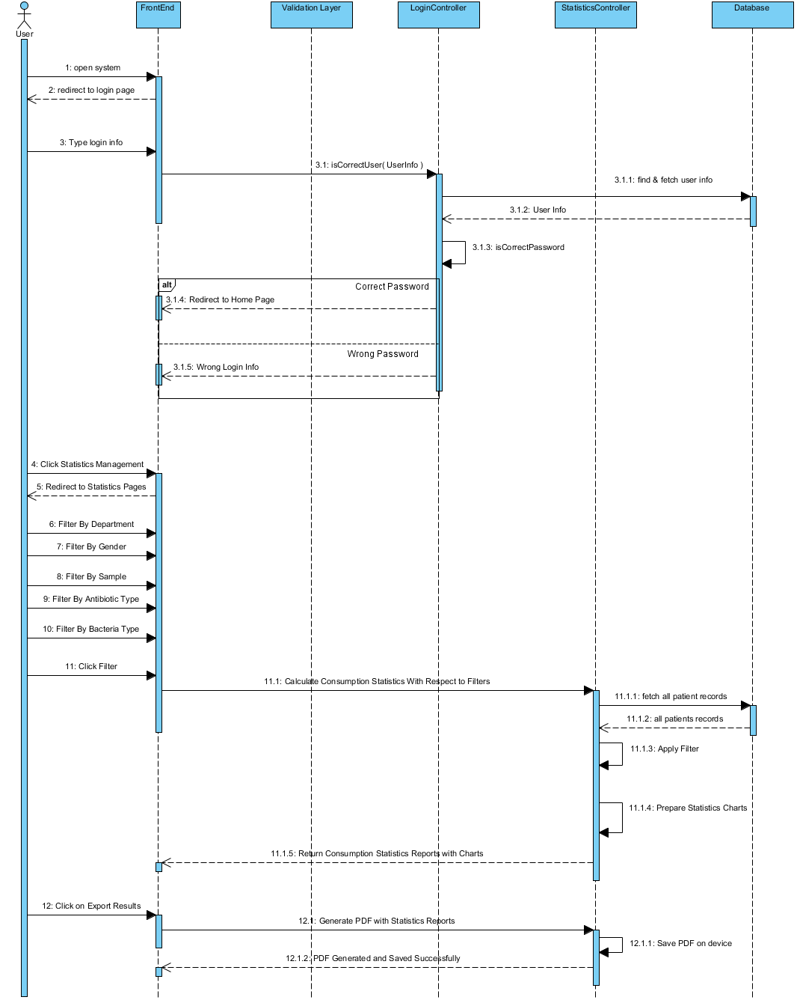 FrontEnd
Validation Layer
LoginController
StatisticsController
Database
User
1: open system
2: redirect to login page
3: Type login info
3.1: isCorrectUser( UserInfo )
3.1.1: find & fetch user info
3.1.2: User Info
3.1.3: isCorrectPassword
alt
Correct Password
3.1.4: Redirect to Home Page
Wrong Password
3.1.5: Wrong Login Info
4: Click Statistics Management
5: Redirect to Statistics Pages
6: Filter By Department
7: Filter By Gender
8: Filter By Sample
9: Filter By Antibiotic Type
10: Filter By Bacteria Type
11: Click Filter
11.1: Calculate Consumption Statistics With Respect to Filters
11.1.1: fetch all patient records
11.1.2: all patients records
11.1.3: Apply Filter
11.1.4: Prepare Statistics Charts
11.1.5: Return Consumption Statistics Reports with Charts
12: Click on Export Results
12.1: Generate PDF with Statistics Reports
12.1.1: Save PDF on device
12.1.2: PDF Generated and Saved Successfully